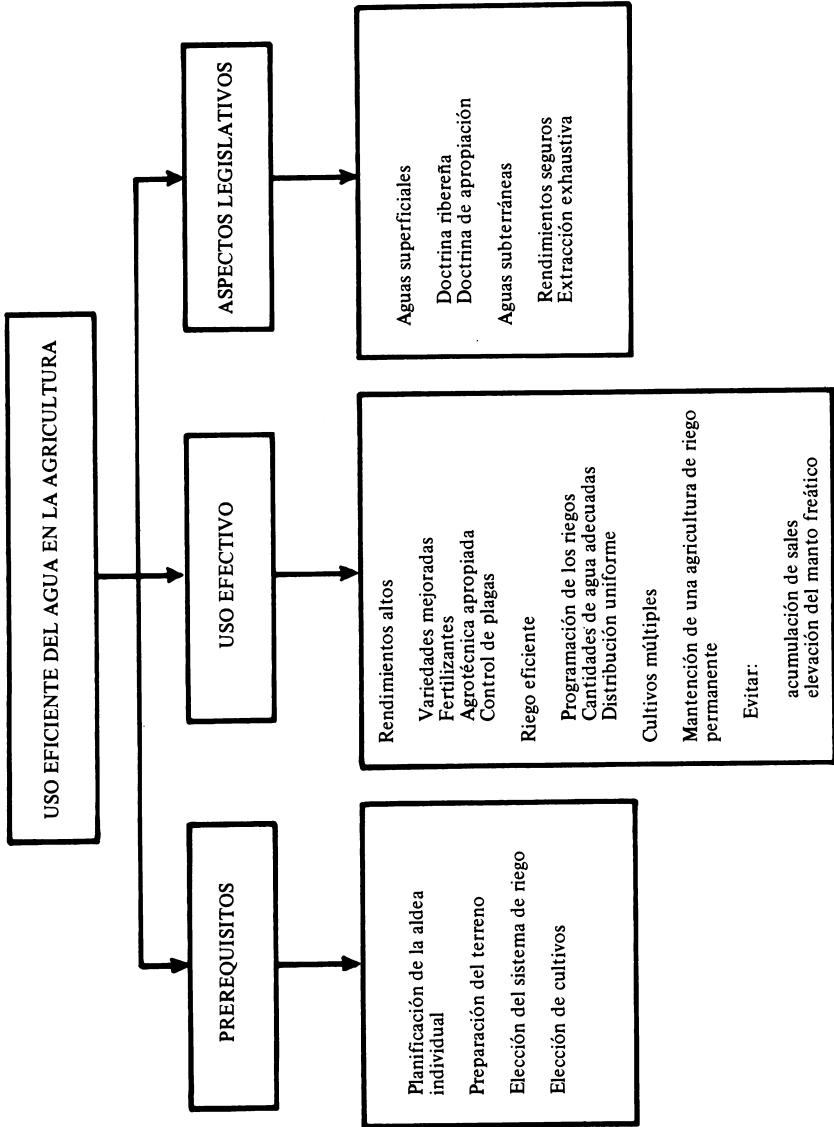 USO EFICIENTE DEL AGUA EN LA AGRICULTURA
PREREQUISITOS
Planificación de la aldea
individual
Preparación del terreno
Elección del sistema de riego
Elección de cultivos
USO EFECTIVO
Rendimientos altos
Variedades mejoradas
Fertilizantes
Agrotécnica apropiada
Control de plagas
Riego eficiente
Programación de los riegos
Cantidades de agua adecuadas
Distribución uniforme
Cultivos múltiples
Mantención de una agricultura de riego
permanente
Evitar:
acumulación de sales
elevación del manto freático
ASPECTOS LEGISLATIVOS
Aguas superficiales
Doctrina ribereña
Doctrina de apropiación
Aguas subterráneas
Rendimientos seguros
Extracción exhaustiva